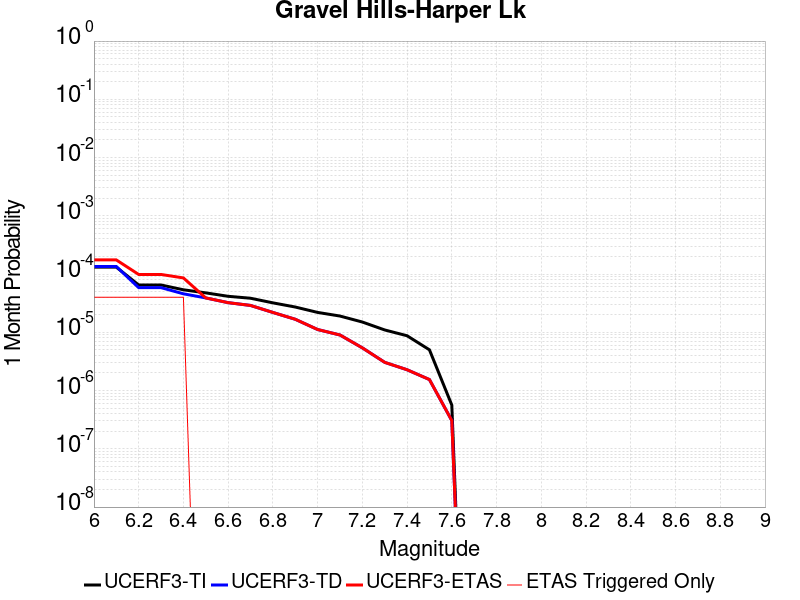 Gravel Hills-Harper Lk
10^0
10^-1
10^-2
10^-3
10^-4
10^-5
10^-6
10^-7
10^-8
1 Month Probability
6 6.2 6.4 6.6 6.8 7 7.2 7.4 7.6 7.8 8 8.2 8.4 8.6 8.8 9
Magnitude
UCERF3-TI UCERF3-TD UCERF3-ETAS ETAS Triggered Only